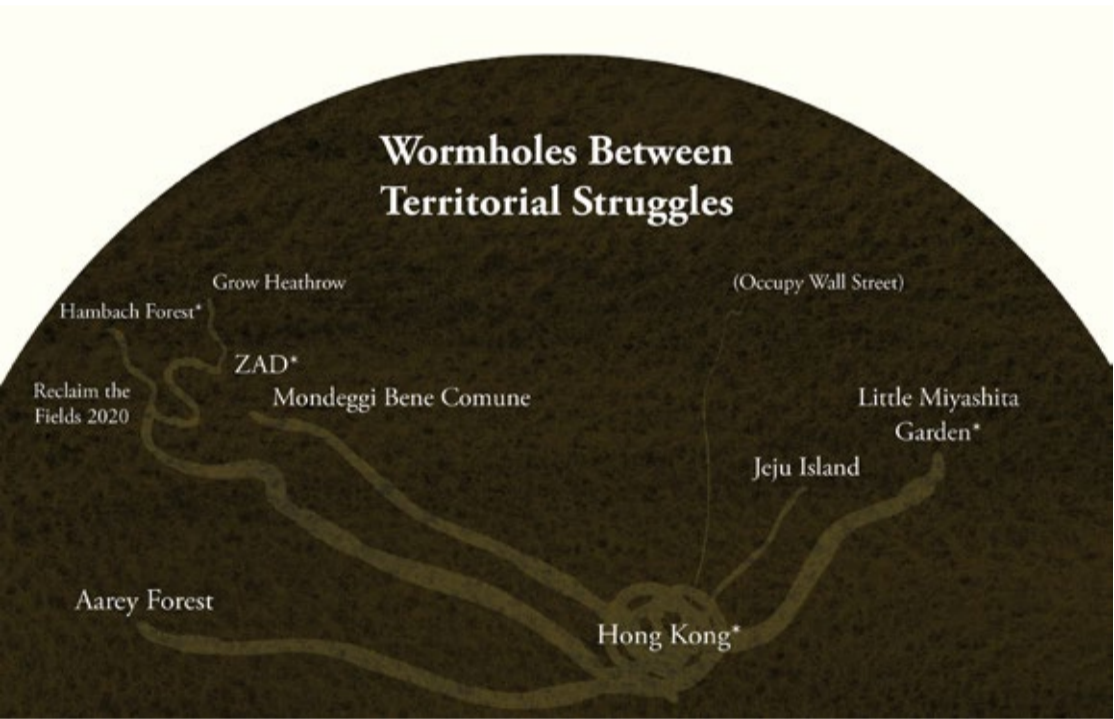 Wormholes Between
Territorial Struggles
Grow Heathrow
(Occupy Wall Street)
Hambach Forest*
ZAD*
Reclaim the
Fields 2020
Mondeggi Bene Comune
Little Miyashita
Garden*
Jeju Island
Aarey Forest
Hong Kong*